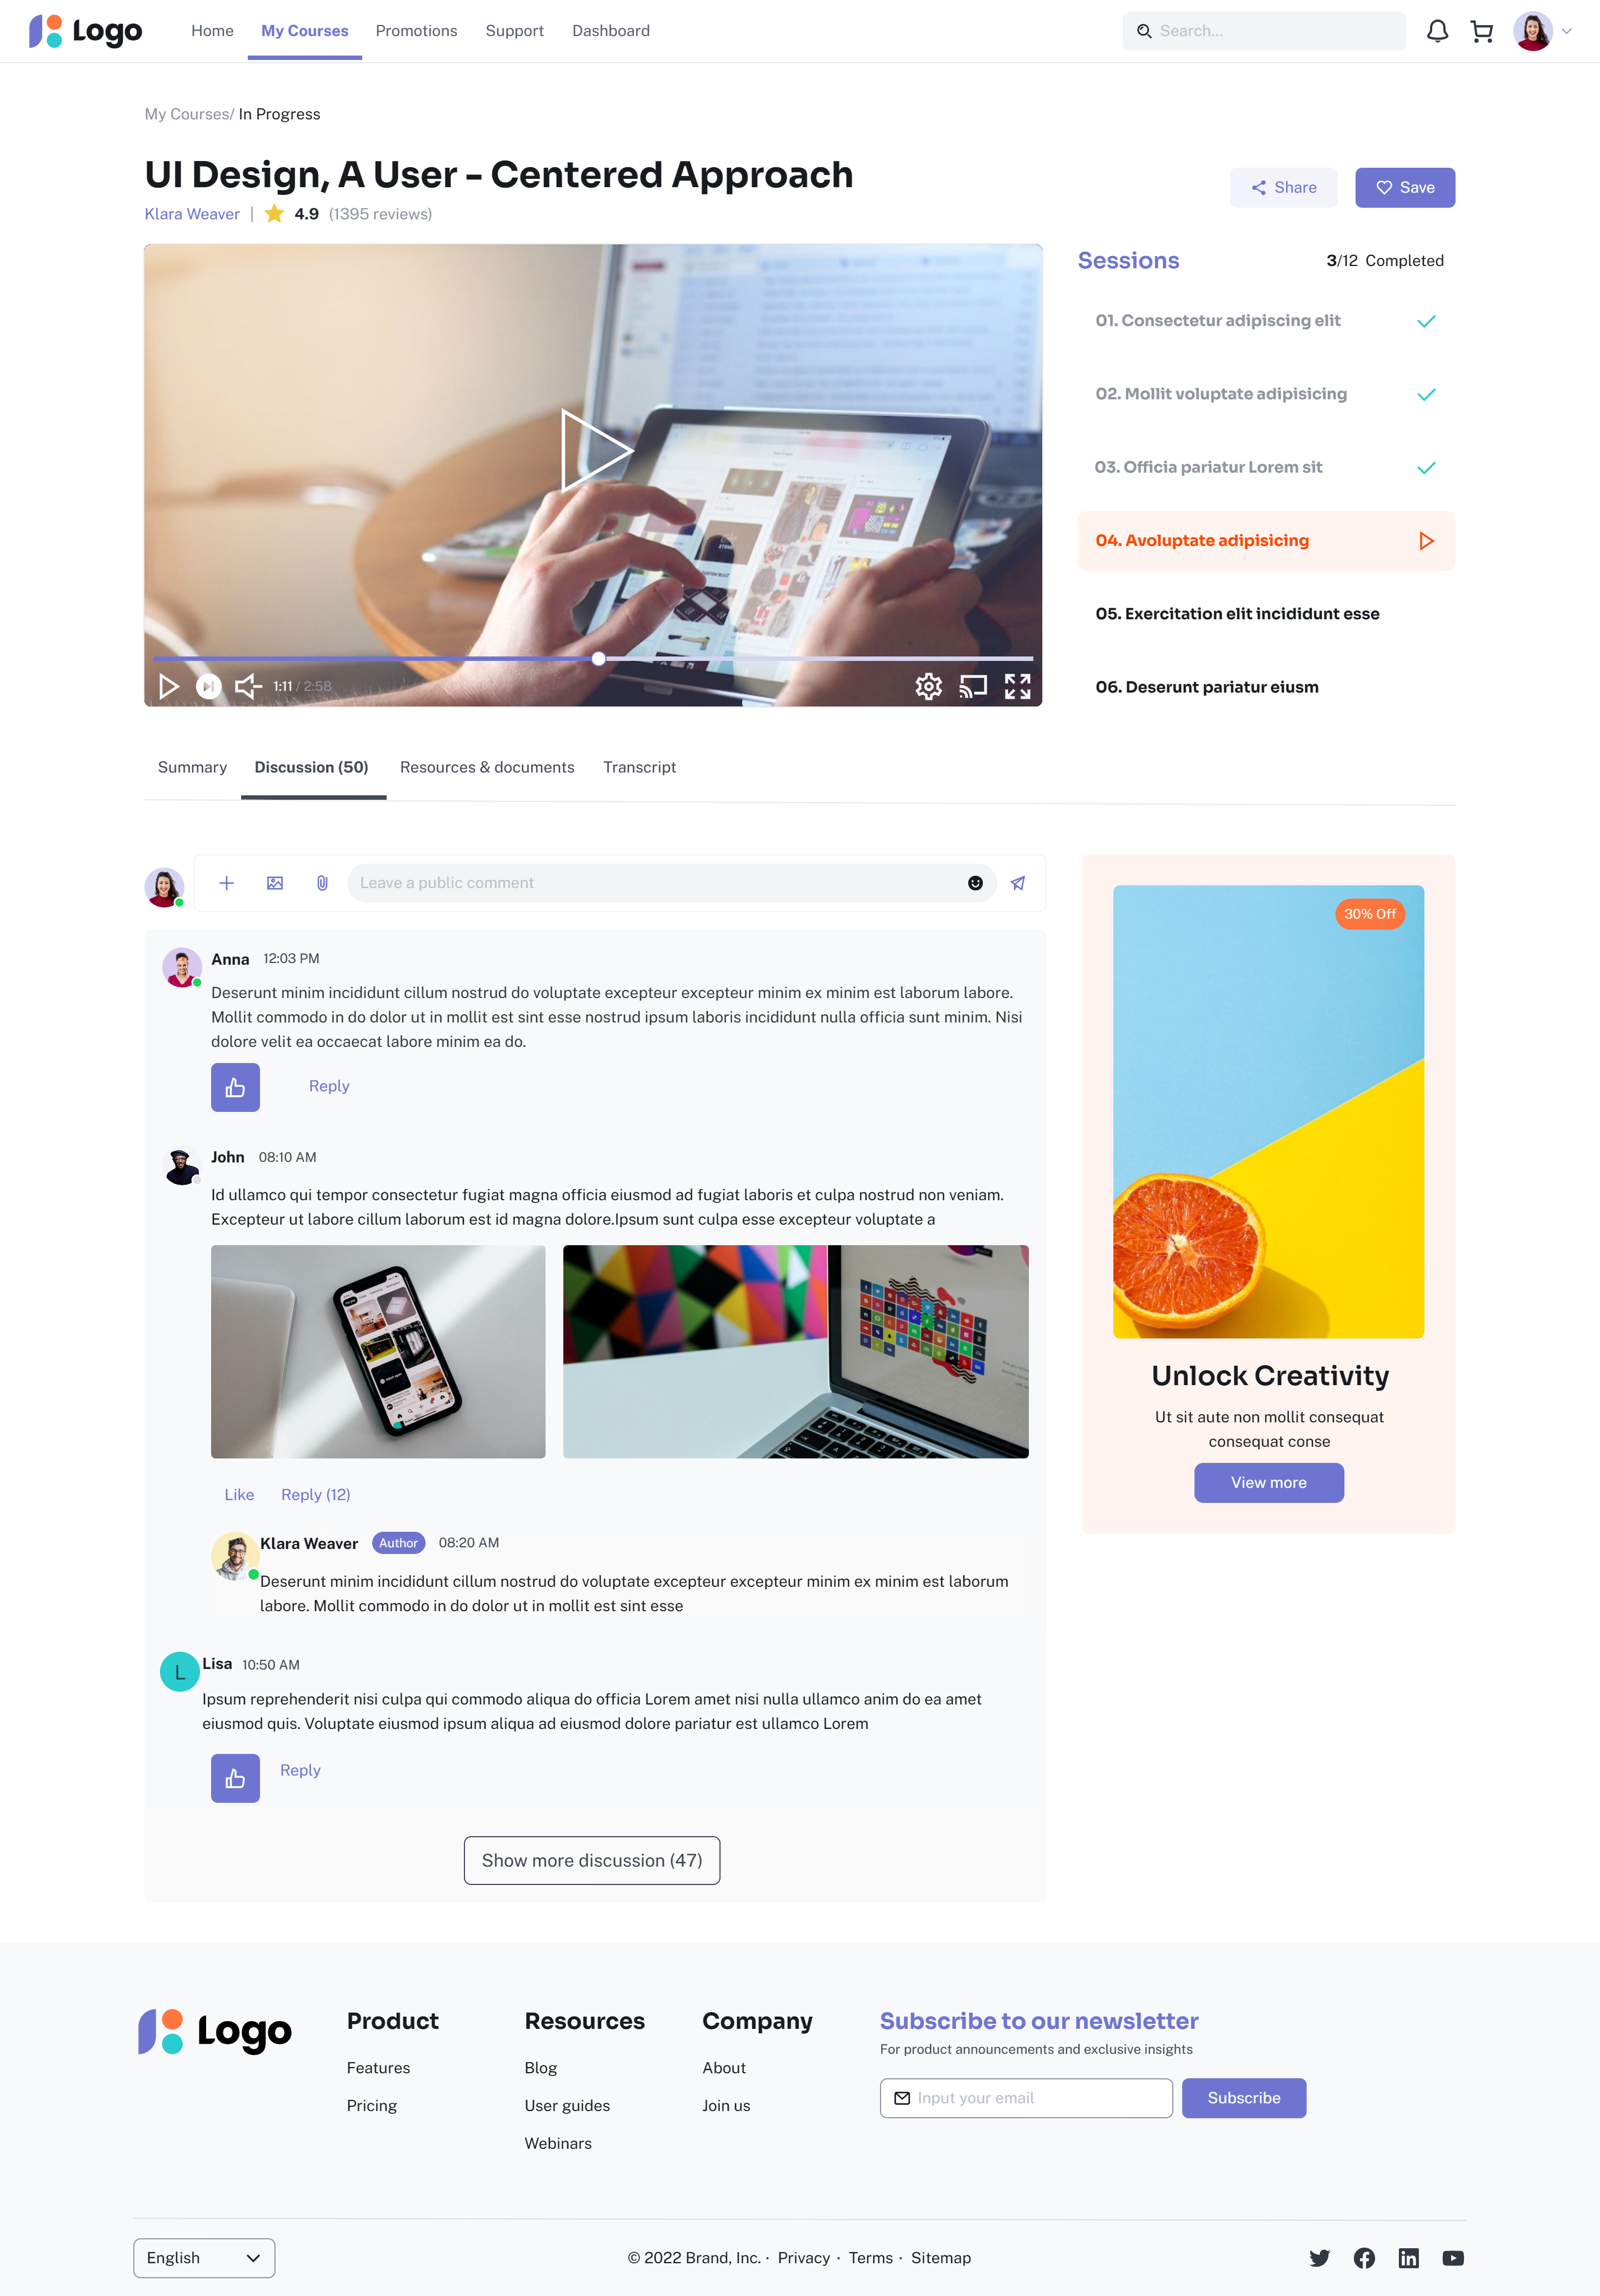 Logo
Home
My Courses
Promotions
Support
Dashboard
Search...
My Courses/ In Progress
UI Design, A User - Centered Approach
Klara Weaver | 4.9 (1395 reviews)
Share
Save
1:11 / 2:58
Sessions
3/12 Completed
01. Consectetur adipiscing elit
02. Mollit voluptate adipisicing
03. Officia pariatur Lorem sit
04. Avoluptate adipisicing
05. Exercitation elit incididunt esse
06. Deserunt pariatur eiusm
Summary
Discussion (50)
Resources & documents
Transcript
Leave a public comment
Anna 12:03 PM
Deserunt minim incididunt cillum nostrud do voluptate excepteur excepteur minim ex minim est laborum labore.
Mollit commodo in do dolor ut in mollit est sint esse nostrud ipsum laboris incididunt nulla officia sunt minim. Nisi
dolore velit ea occaecat labore minim ea do.
Reply
John 08:10 AM
Id ullamco qui tempor consectetur fugiat magna officia eiusmod ad fugiat laboris et culpa nostrud non veniam.
Excepteur ut labore cillum laborum est id magna dolore.Ipsum sunt culpa esse excepteur voluptate a
Like
Reply (12)
Klara Weaver Author 08:20 AM
Deserunt minim incididunt cillum nostrud do voluptate excepteur excepteur minim ex minim est laborum
labore. Mollit commodo in do dolor ut in mollit est sint esse
L
Lisa 10:50 AM
Ipsum reprehenderit nisi culpa qui commodo aliqua do officia Lorem amet nisi nulla ullamco anim do ea amet
eiusmod quis. Voluptate eiusmod ipsum aliqua ad eiusmod dolore pariatur est ullamco Lorem
Reply
Show more discussion (47)
30% Off
Unlock Creativity
Ut sit aute non mollit consequat
consequat conse
View more
Logo
Product
Features
Pricing
Resources
Blog
User guides
Webinars
Company
About
Join us
Subscribe to our newsletter
For product announcements and exclusive insights
Input your email
Subscribe
English
© 2022 Brand, Inc. · Privacy · Terms · Sitemap